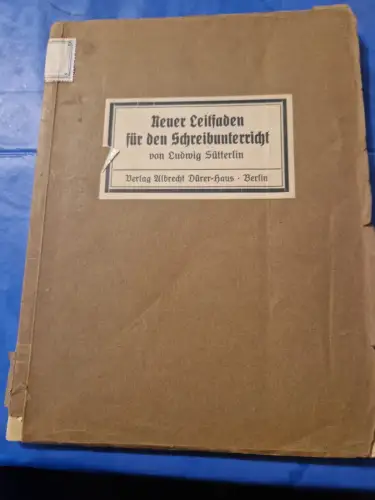 Neuer Leitfaden
für den Schreibunterricht
von Ludwig Sütterlin
Verlag Albrecht Dürer-Haus · Berlin